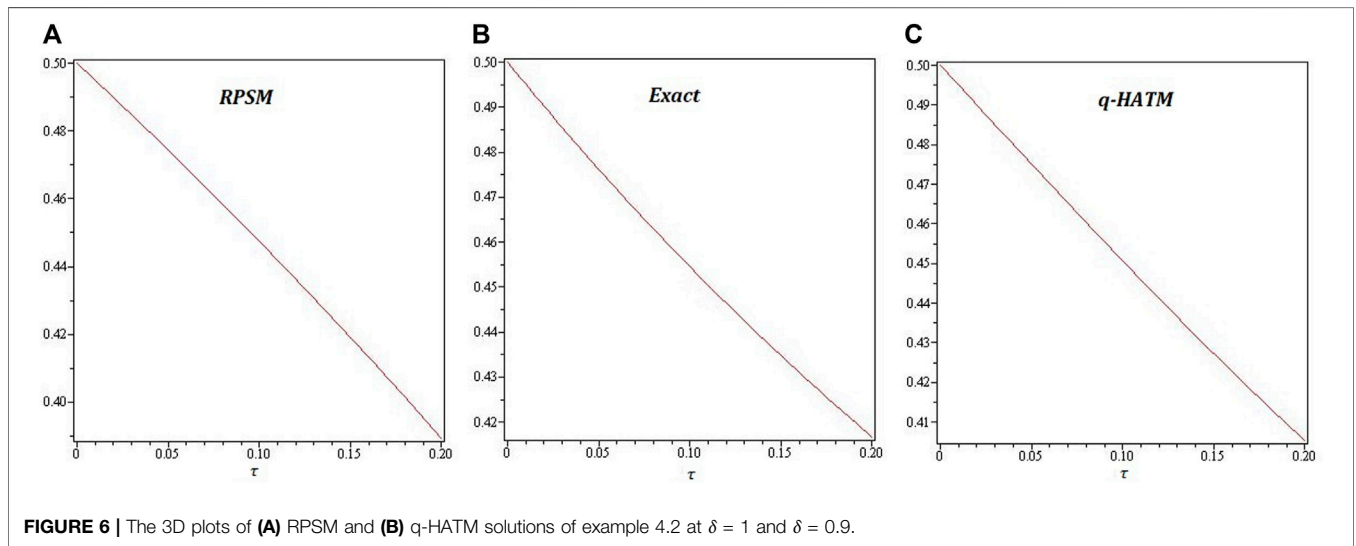 A
0.50
0.48
0.46
0.44
0.42
0.40
RPSM
0 0.05 0.10 0.15 0.20
τ
B
0.50
0.49
0.48
0.47
0.46
0.45
0.44
0.43
0.42
Exact
0 0.05 0.10 0.15 0.20
τ
C
0.50
0.49
0.48
0.47
0.46
0.45
0.44
0.43
0.42
0.41
q-HATM
0 0.05 0.10 0.15 0.20
τ
FIGURE 6 | The 3D plots of (A) RPSM and (B) q-HATM solutions of example 4.2 at δ = 1 and δ = 0.9.